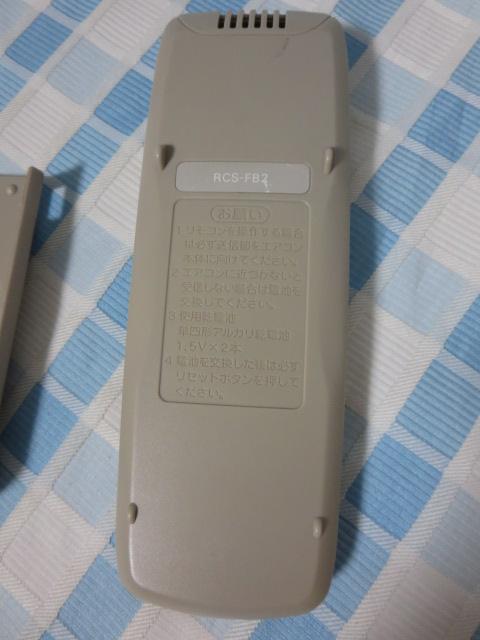 RCS-FB2
お願い
1 リモコンを操作する場合
は必ず送信部をエアコン
本体に向けてください。
2 エアコンに近づかないと
受信しない場合は電池を
交換してください。
3 使用乾電池
単四形アルカリ乾電池
1.5V×2本
4 電池を交換した後は必ず
リセットボタンを押して
ください。